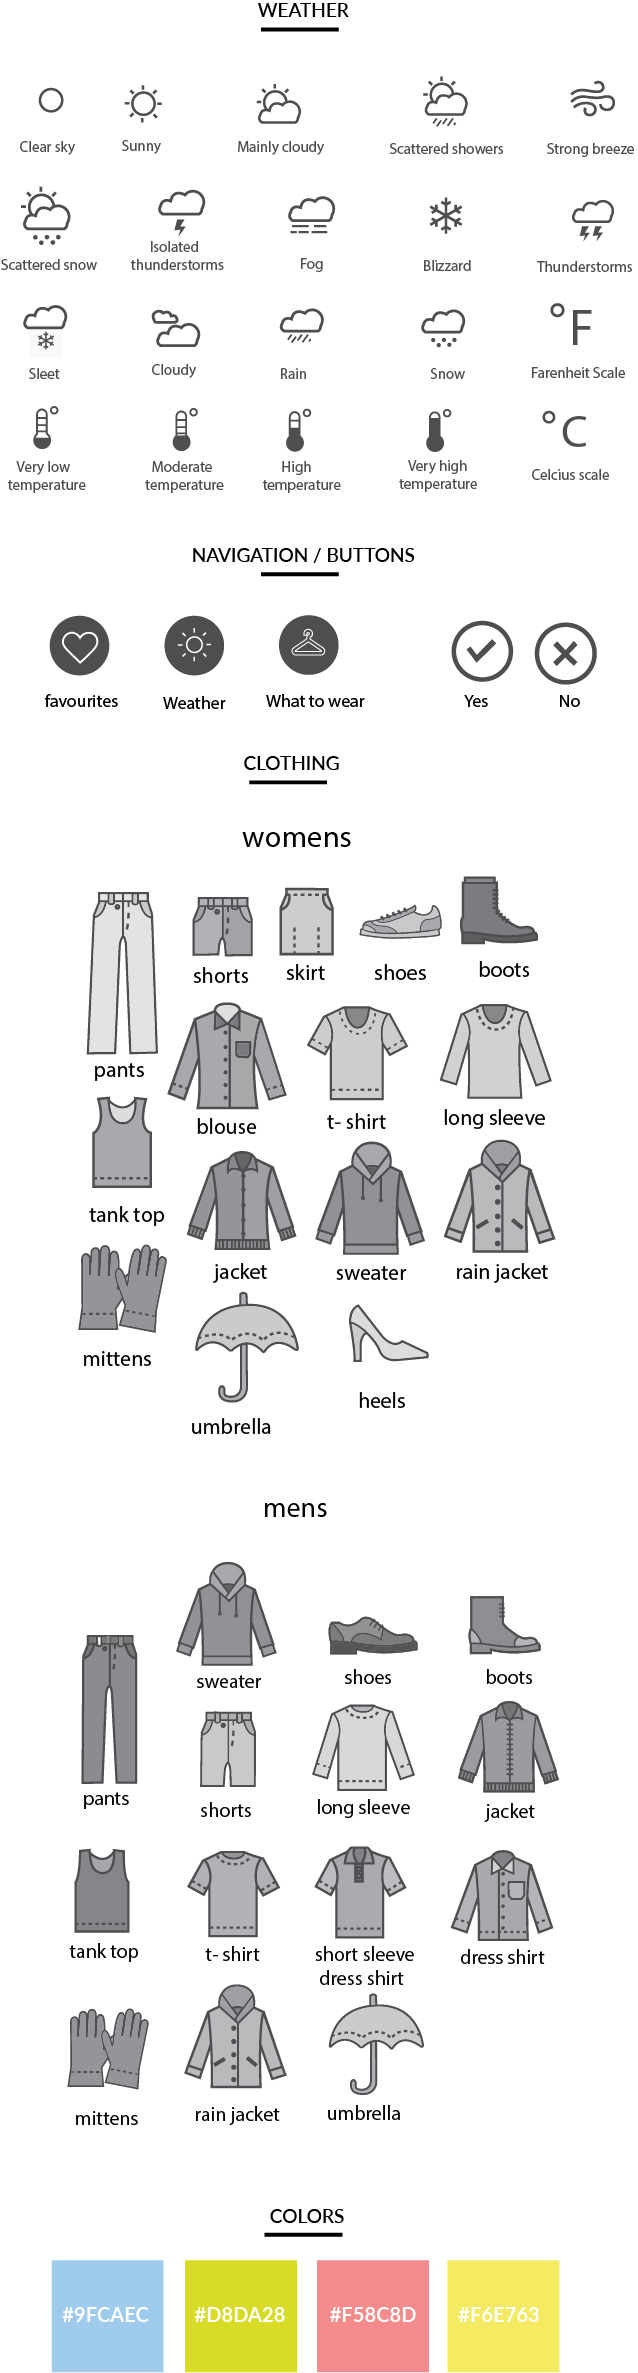 WEATHER
Clear sky
Sunny
Mainly cloudy
Scattered showers
Strong breeze
Scattered snow
Isolated
thunderstorms
Fog
Blizzard
Thunderstorms
Sleet
Cloudy
Rain
Snow
°F
Farenheit Scale
Very low
temperature
Moderate
temperature
High
temperature
Very high
temperature
°C
Celcius scale
NAVIGATION / BUTTONS
favourites
Weather
What to wear
Yes
No
CLOTHING
womens
pants
shorts
skirt
shoes
boots
blouse
t- shirt
long sleeve
tank top
jacket
sweater
rain jacket
mittens
umbrella
heels
mens
pants
sweater
shoes
boots
shorts
long sleeve
jacket
tank top
t- shirt
short sleeve
dress shirt
dress shirt
mittens
rain jacket
umbrella
COLORS
#9FCAEC
#D8DA28
#F58C8D
#F6E763